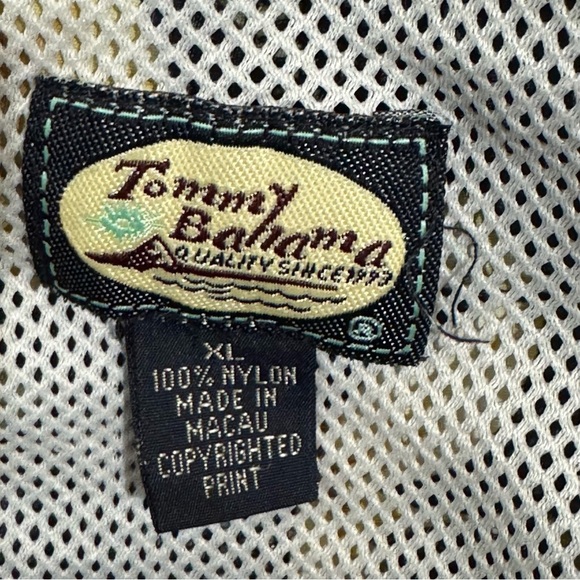 Tommy
Bahama
QUALITY SINCE 1993
®
XL
100% NYLON
MADE IN
MACAU
COPYRIGHTED
PRINT